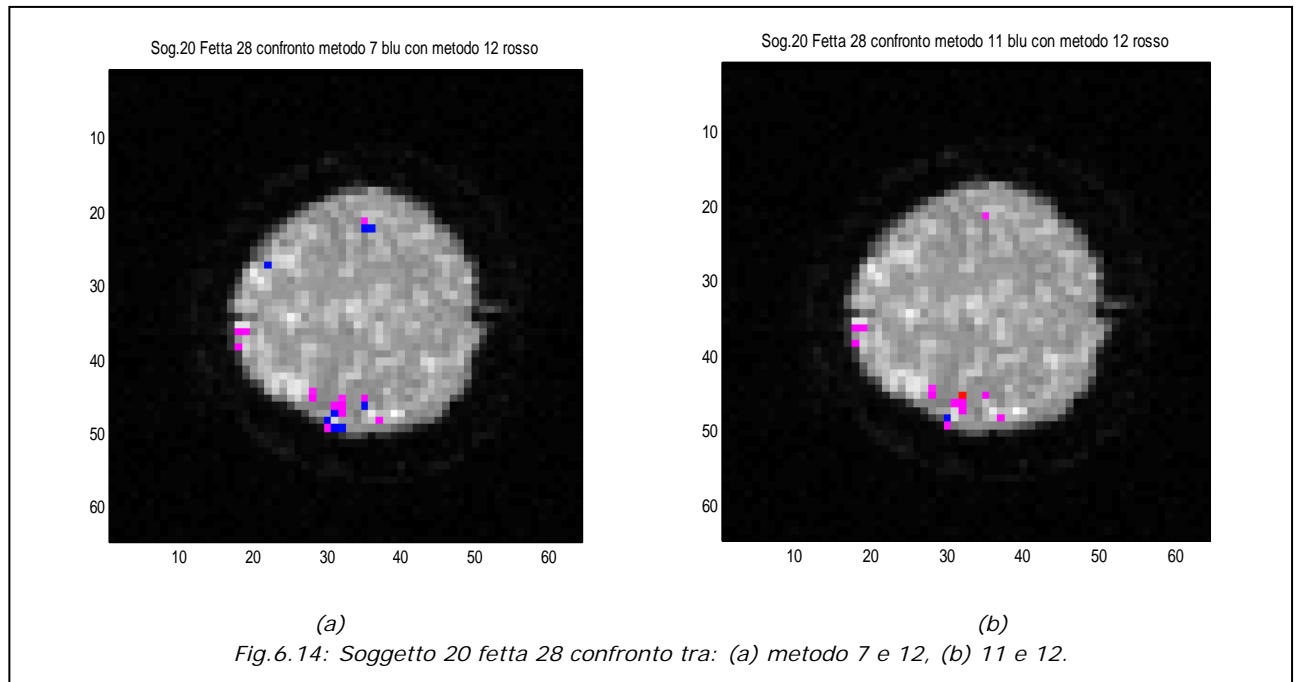 Sog.20 Fetta 28 confronto metodo 7 blu con metodo 12 rosso
10
20
30
40
50
60
10 20 30 40 50 60
(a)
Sog.20 Fetta 28 confronto metodo 11 blu con metodo 12 rosso
10
20
30
40
50
60
10 20 30 40 50 60
(b)
Fig.6.14: Soggetto 20 fetta 28 confronto tra: (a) metodo 7 e 12, (b) 11 e 12.